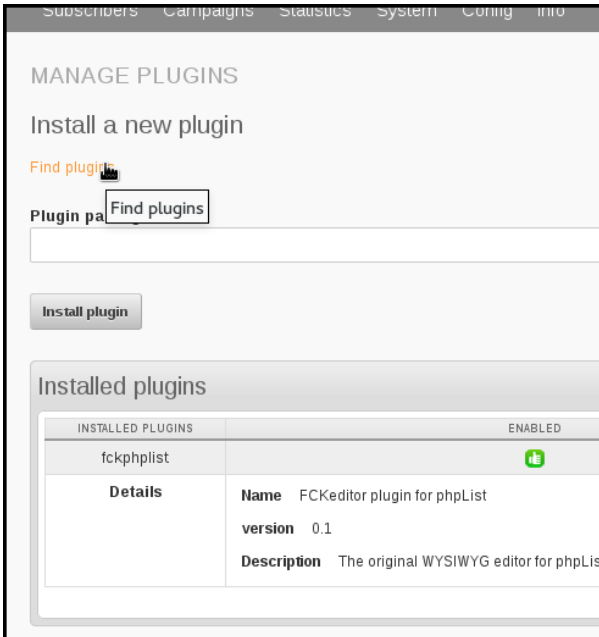 Subscribers Campaigns Statistics System Config Info
MANAGE PLUGINS
Install a new plugin
Find plugins
Find plugins
Plugin pa
Install plugin
Installed plugins
INSTALLED PLUGINS ENABLED
fckphplist
Details
Name FCKeditor plugin for phpList
version 0.1
Description The original WYSIWYG editor for phpLis